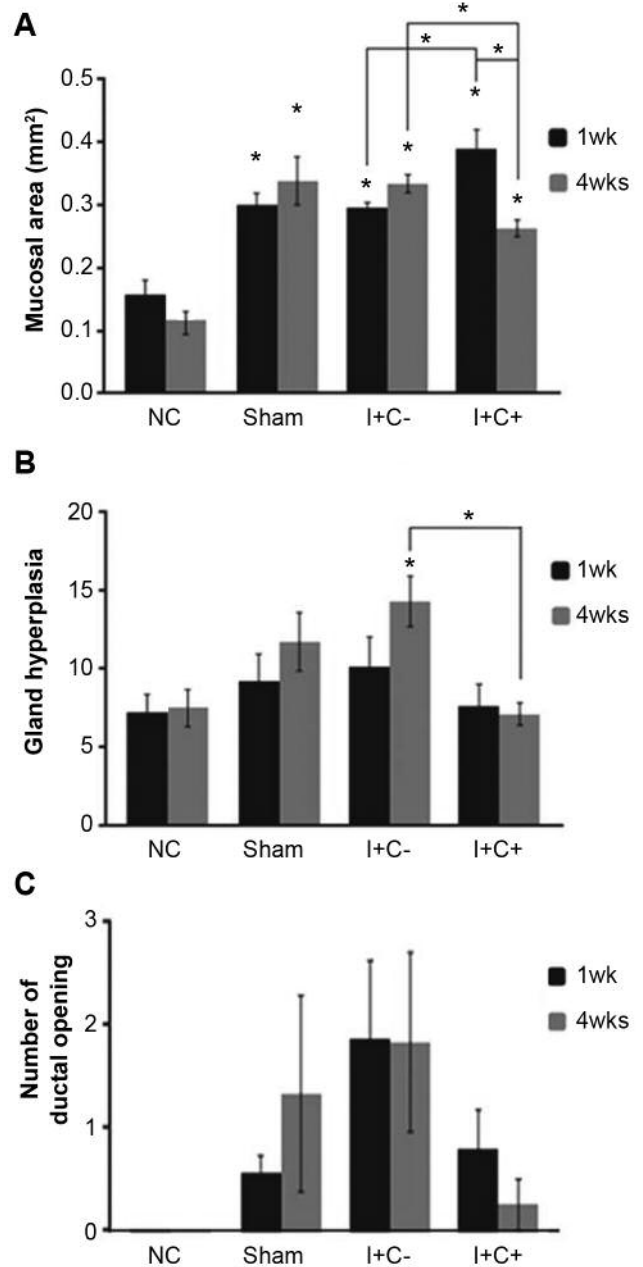 A
*
*
*
0.5
*
*
*
*
*
*
1wk
4wks
Mucosal area (mm²)
0.4
0.3
0.2
0.1
0.0
NC Sham I+C- I+C+
B
20
*
*
1wk
4wks
Gland hyperplasia
15
10
5
0
NC Sham I+C- I+C+
C
3
1wk
4wks
Number of
ductal opening
2
1
0
NC Sham I+C- I+C+